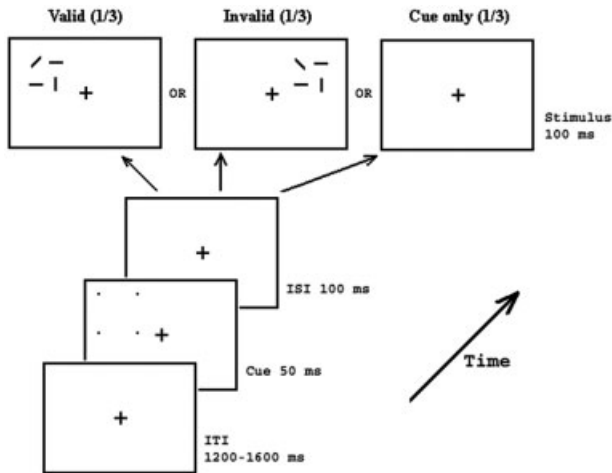 Valid (1/3) Invalid (1/3) Cue only (1/3)
OR OR
Stimulus
100 ms
ISI 100 ms
Cue 50 ms
Time
ITI
1200-1600 ms